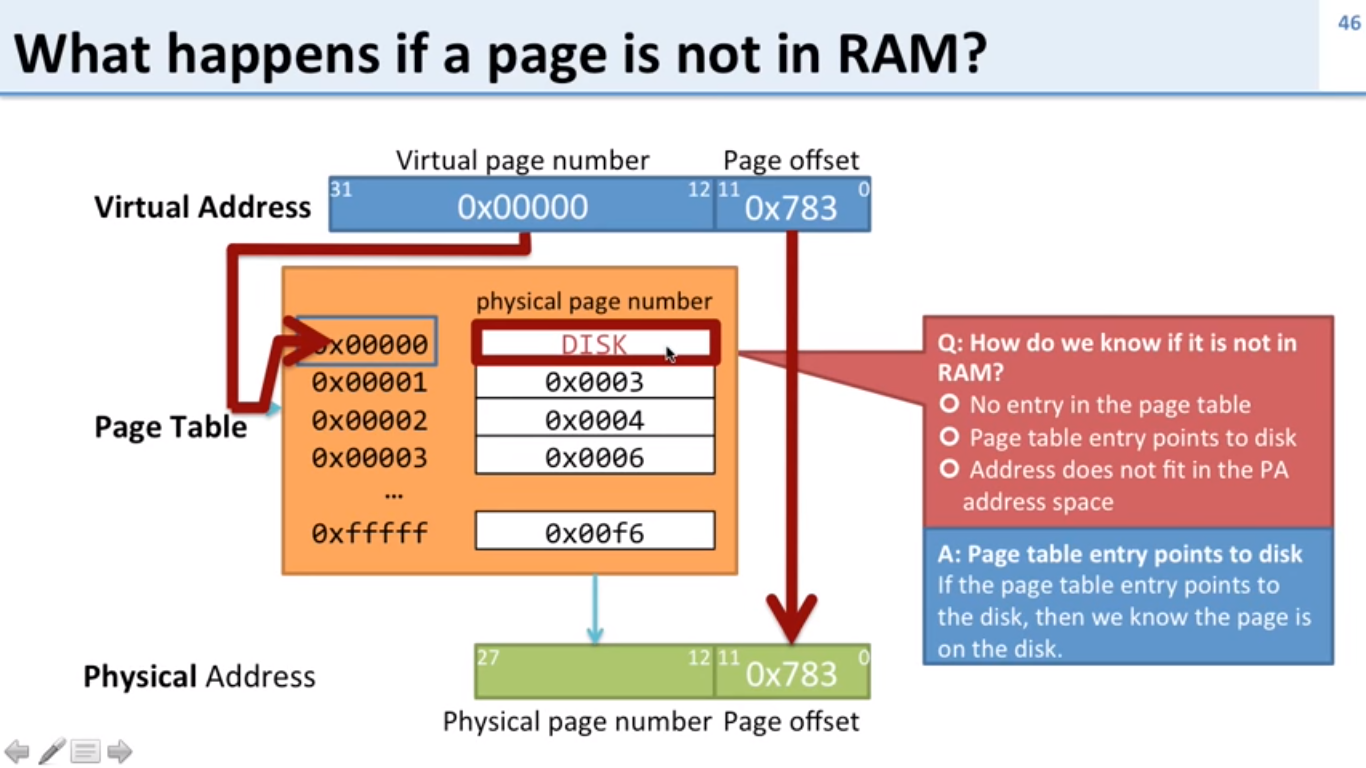 46
What happens if a page is not in RAM?
Virtual page number Page offset
Virtual Address
31 0x00000 12 11 0x783 0
physical page number
0x00000 DISK
0x00001 0x0003
0x00002 0x0004
0x00003 0x0006
...
0xfffff 0x00f6
Page Table
Q: How do we know if it is not in
RAM?
No entry in the page table
Page table entry points to disk
Address does not fit in the PA
address space
A: Page table entry points to disk
If the page table entry points to
the disk, then we know the page is
on the disk.
Physical Address
27 12 11 0x783 0
Physical page number Page offset